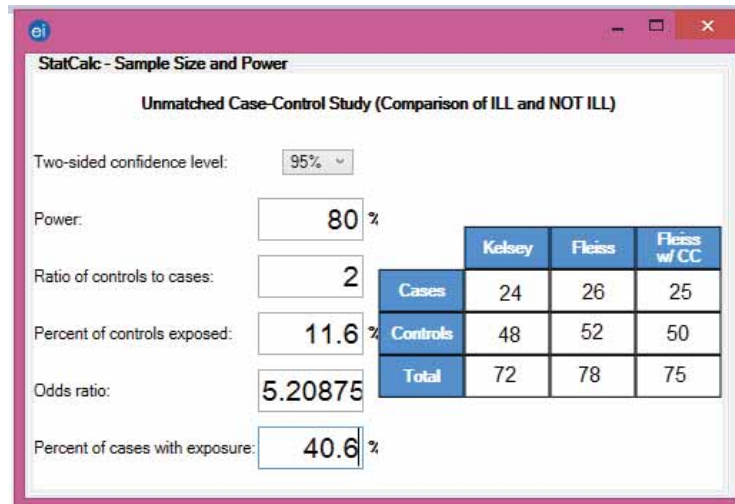 ei
StatCalc - Sample Size and Power
Unmatched Case-Control Study (Comparison of ILL and NOT ILL)
Two-sided confidence level: 95%
Power: 80 %
Ratio of controls to cases: 2
Percent of controls exposed: 11.6 %
Odds ratio: 5.20875
Percent of cases with exposure: 40.6 %
Kelsey Fleiss Fleiss w/ CC
Cases 24 26 25
Controls 48 52 50
Total 72 78 75